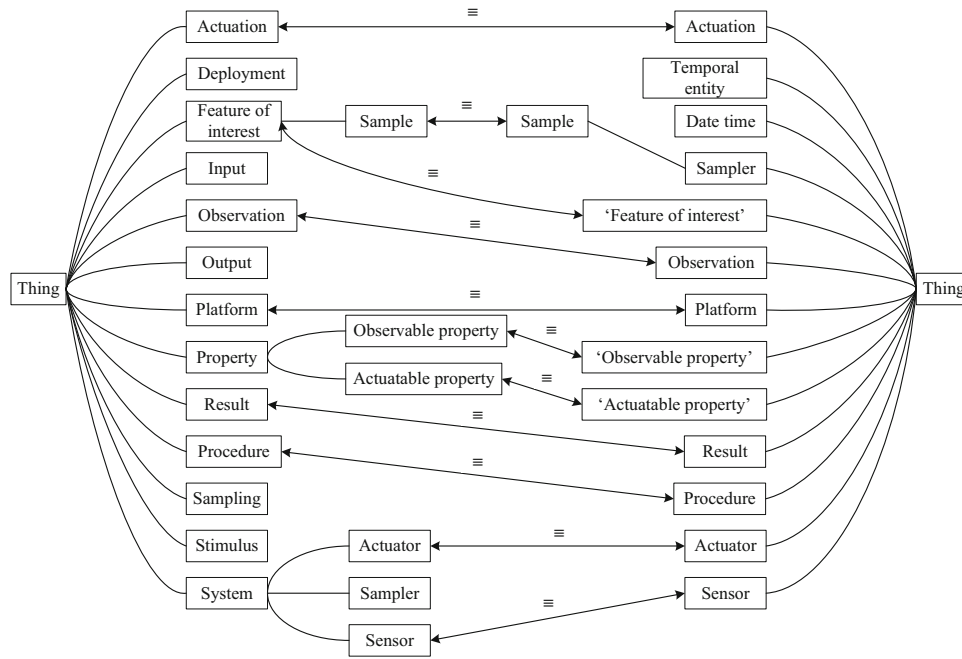 ≡
Actuation
Actuation
Deployment
Temporal
entity
Feature of
interest
≡
Sample
Sample
Date time
Input
≡
Sampler
Observation
≡
‘Feature of interest’
Output
Observation
Thing
Thing
Platform
≡
Platform
Observable property
≡
Property
‘Observable property’
Actuatable property
≡
Result
≡
‘Actuatable property’
Procedure
≡
Result
Sampling
Procedure
Stimulus
Actuator
≡
Actuator
System
Sampler
≡
Sensor
Sensor